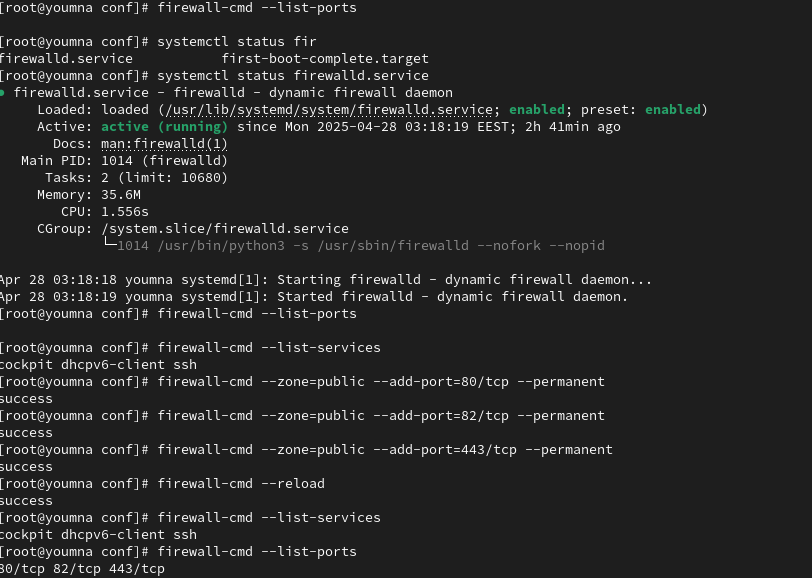 [root@youmna conf]# firewall-cmd --list-ports

[root@youmna conf]# systemctl status fir
firewalld.service           first-boot-complete.target
[root@youmna conf]# systemctl status firewalld.service
● firewalld.service - firewalld - dynamic firewall daemon
     Loaded: loaded (/usr/lib/systemd/system/firewalld.service; enabled; preset: enabled)
     Active: active (running) since Mon 2025-04-28 03:18:19 EEST; 2h 41min ago
       Docs: man:firewalld(1)
   Main PID: 1014 (firewalld)
      Tasks: 2 (limit: 10680)
     Memory: 35.6M
        CPU: 1.556s
     CGroup: /system.slice/firewalld.service
             └─1014 /usr/bin/python3 -s /usr/sbin/firewalld --nofork --nopid

Apr 28 03:18:18 youmna systemd[1]: Starting firewalld - dynamic firewall daemon...
Apr 28 03:18:19 youmna systemd[1]: Started firewalld - dynamic firewall daemon.
[root@youmna conf]# firewall-cmd --list-ports

[root@youmna conf]# firewall-cmd --list-services
cockpit dhcpv6-client ssh
[root@youmna conf]# firewall-cmd --zone=public --add-port=80/tcp --permanent
success
[root@youmna conf]# firewall-cmd --zone=public --add-port=82/tcp --permanent
success
[root@youmna conf]# firewall-cmd --zone=public --add-port=443/tcp --permanent
success
[root@youmna conf]# firewall-cmd --reload
success
[root@youmna conf]# firewall-cmd --list-services
cockpit dhcpv6-client ssh
[root@youmna conf]# firewall-cmd --list-ports
80/tcp 82/tcp 443/tcp